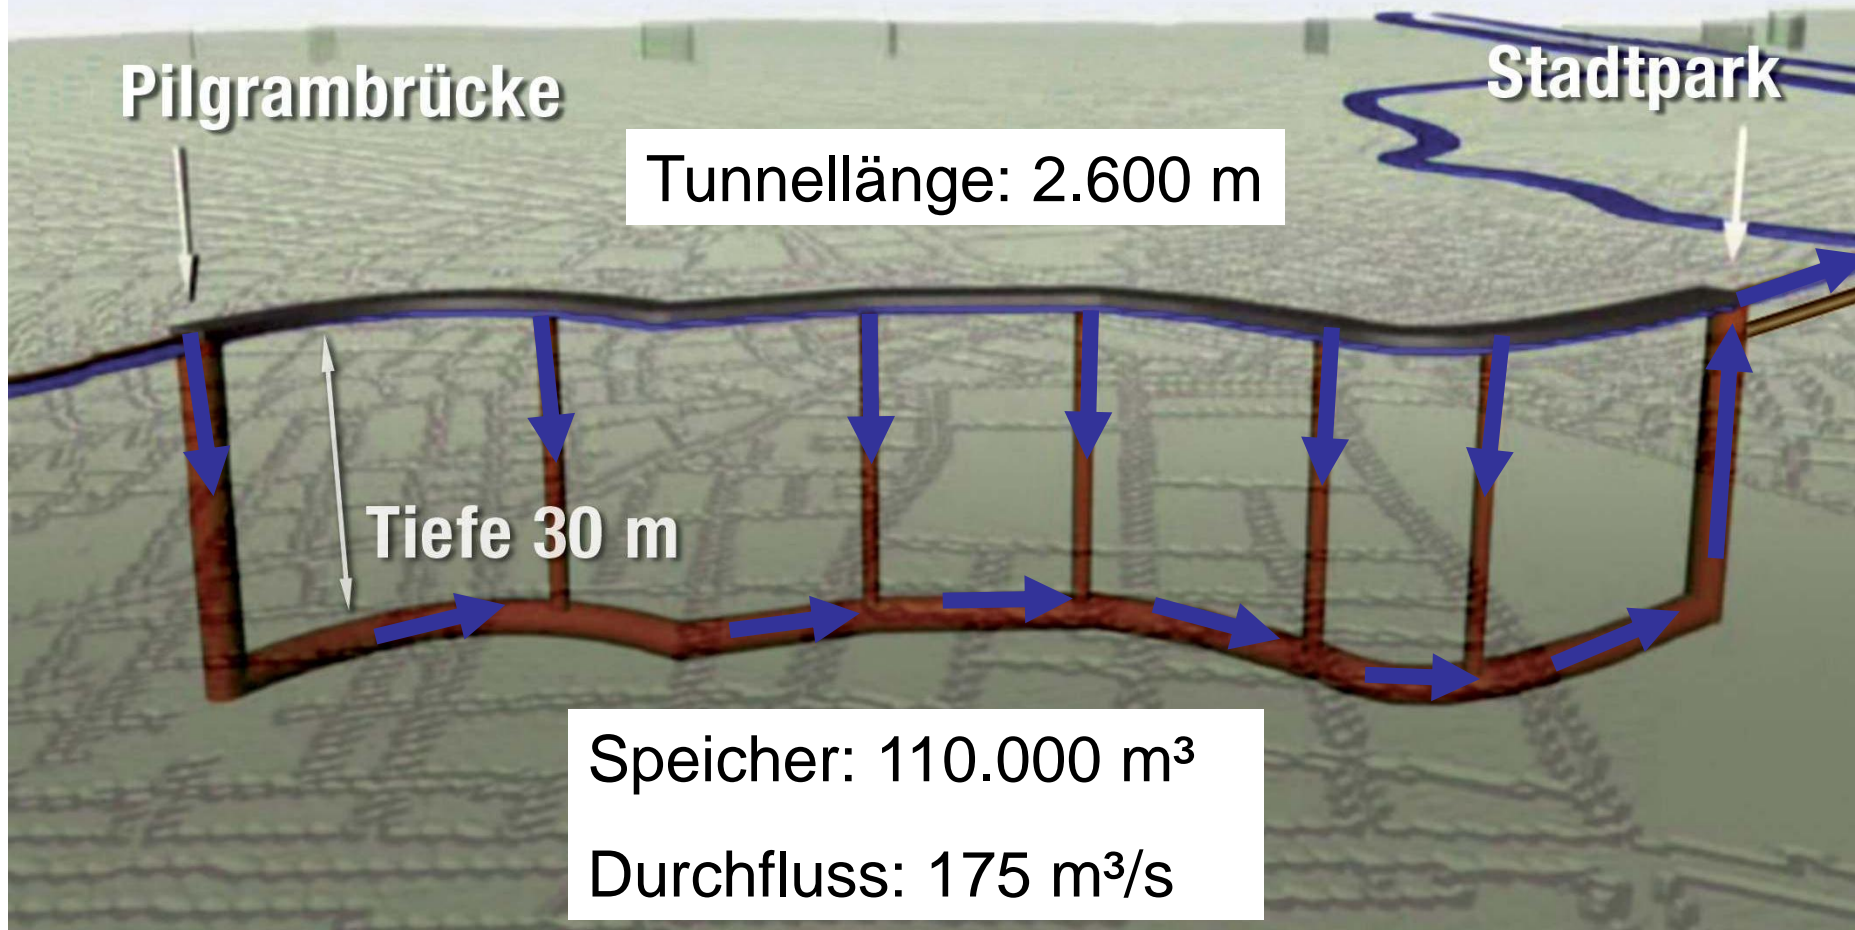 Pilgrambrücke
Stadtpark
Tunnellänge: 2.600 m
Tiefe 30 m
Speicher: 110.000 m³
Durchfluss: 175 m³/s